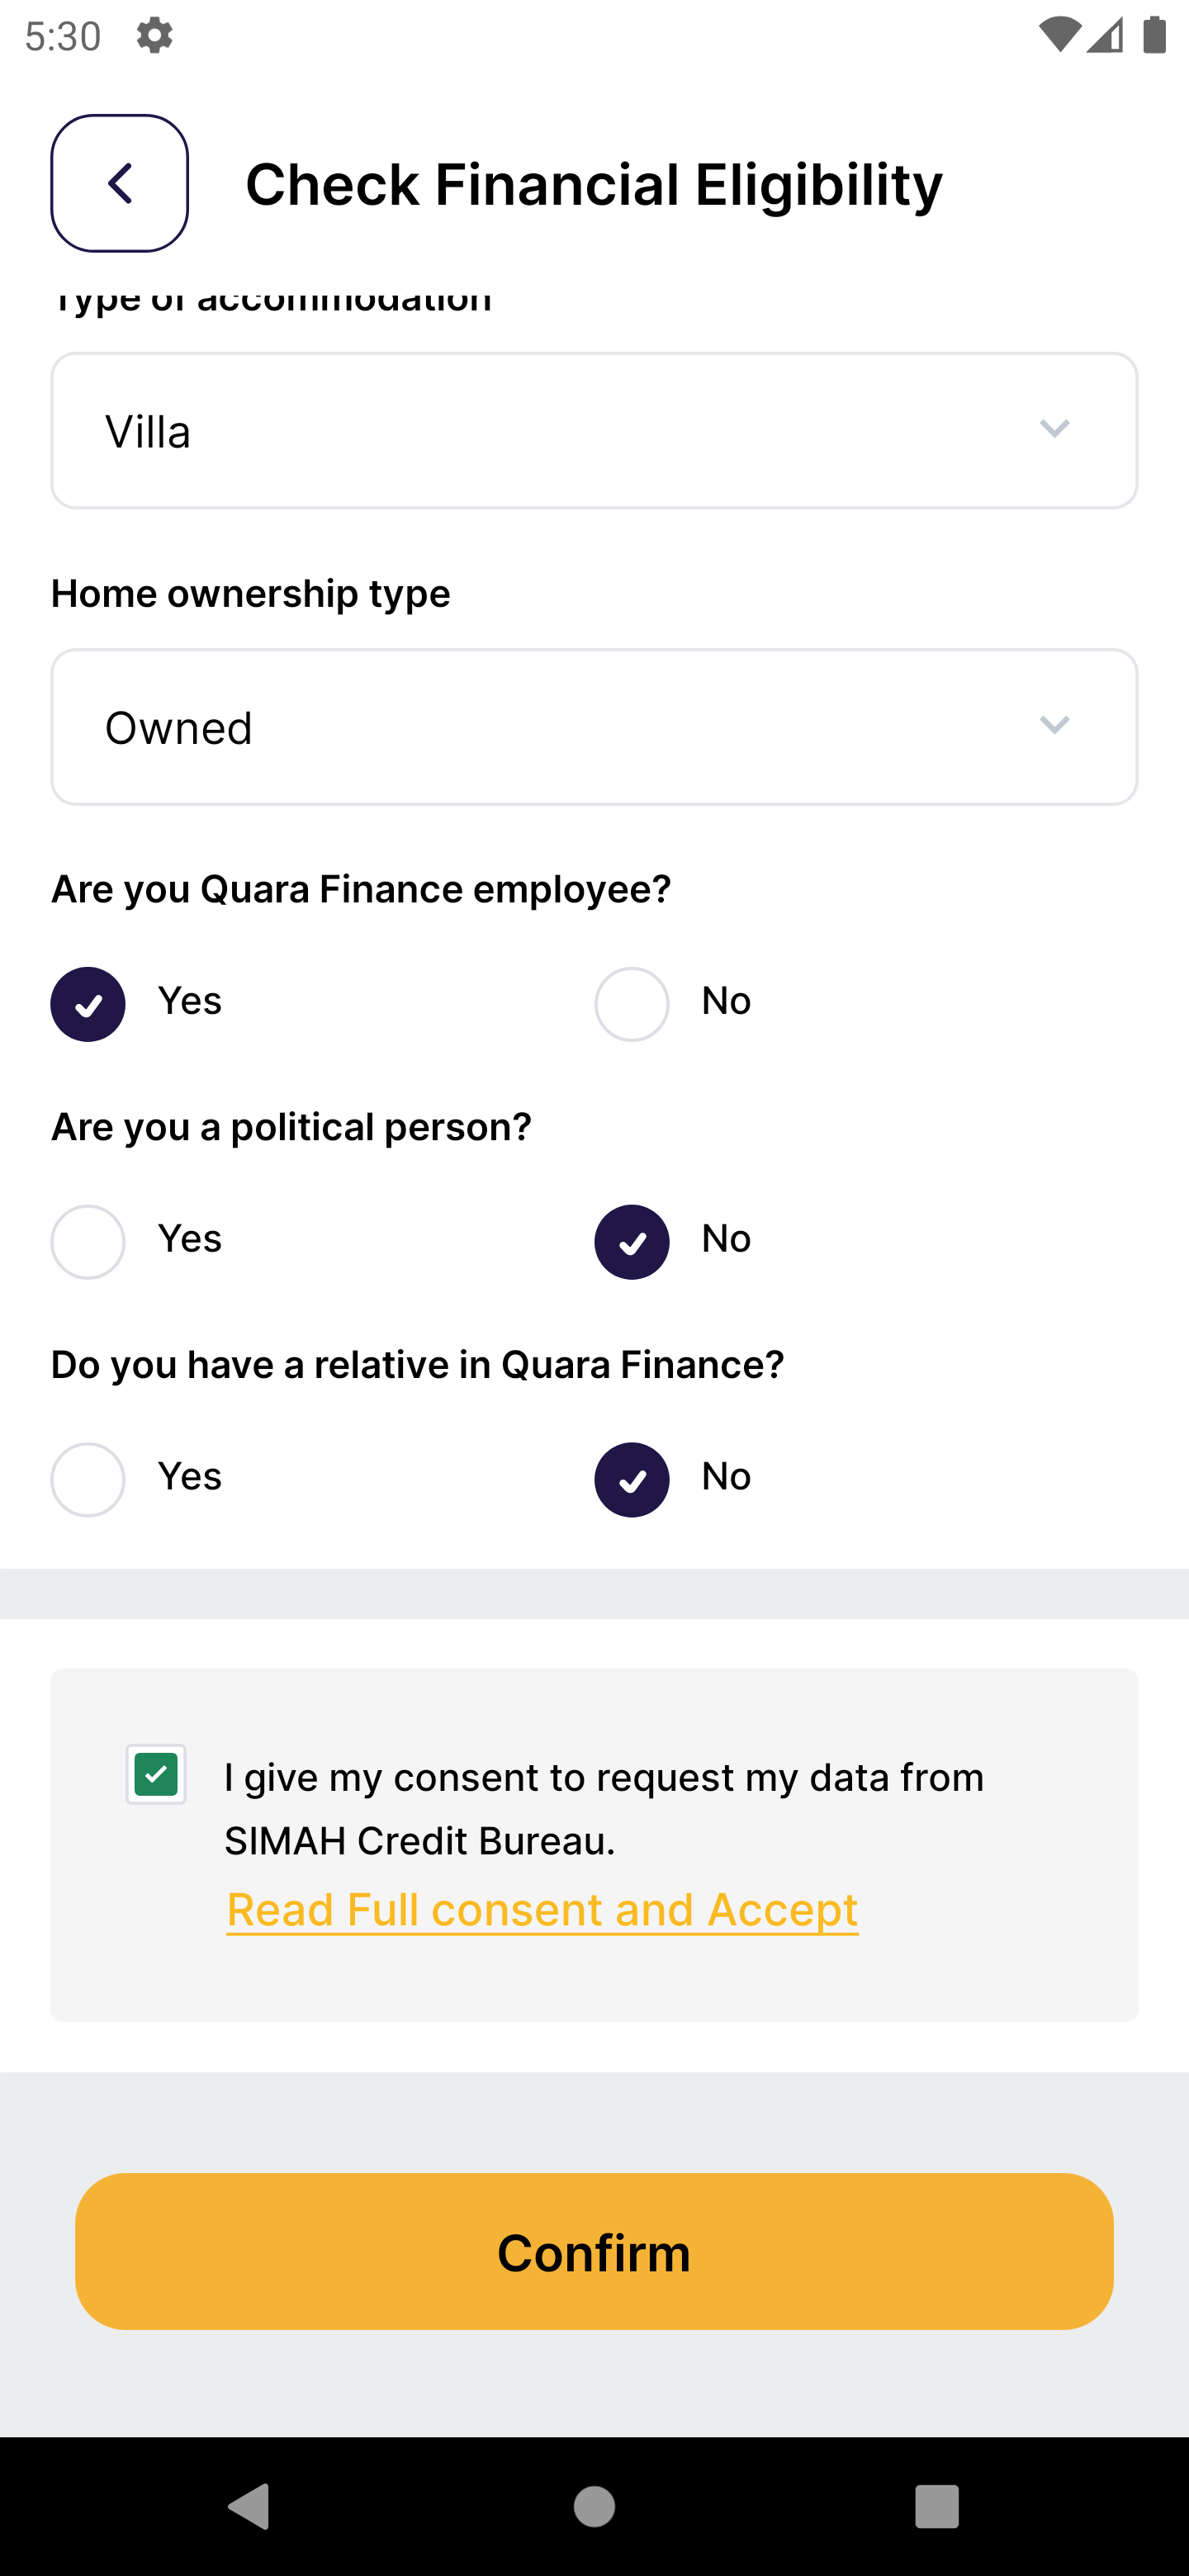 5:30
Check Financial Eligibility
Type of accommodation
Villa
Home ownership type
Owned
Are you Quara Finance employee?
Yes No
Are you a political person?
Yes No
Do you have a relative in Quara Finance?
Yes No
I give my consent to request my data from
SIMAH Credit Bureau.
Read Full consent and Accept
Confirm